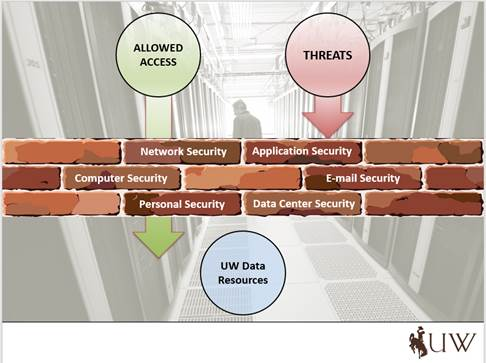 ALLOWED
ACCESS
THREATS
Network Security
Application Security
Computer Security
E-mail Security
Personal Security
Data Center Security
UW Data
Resources
UW